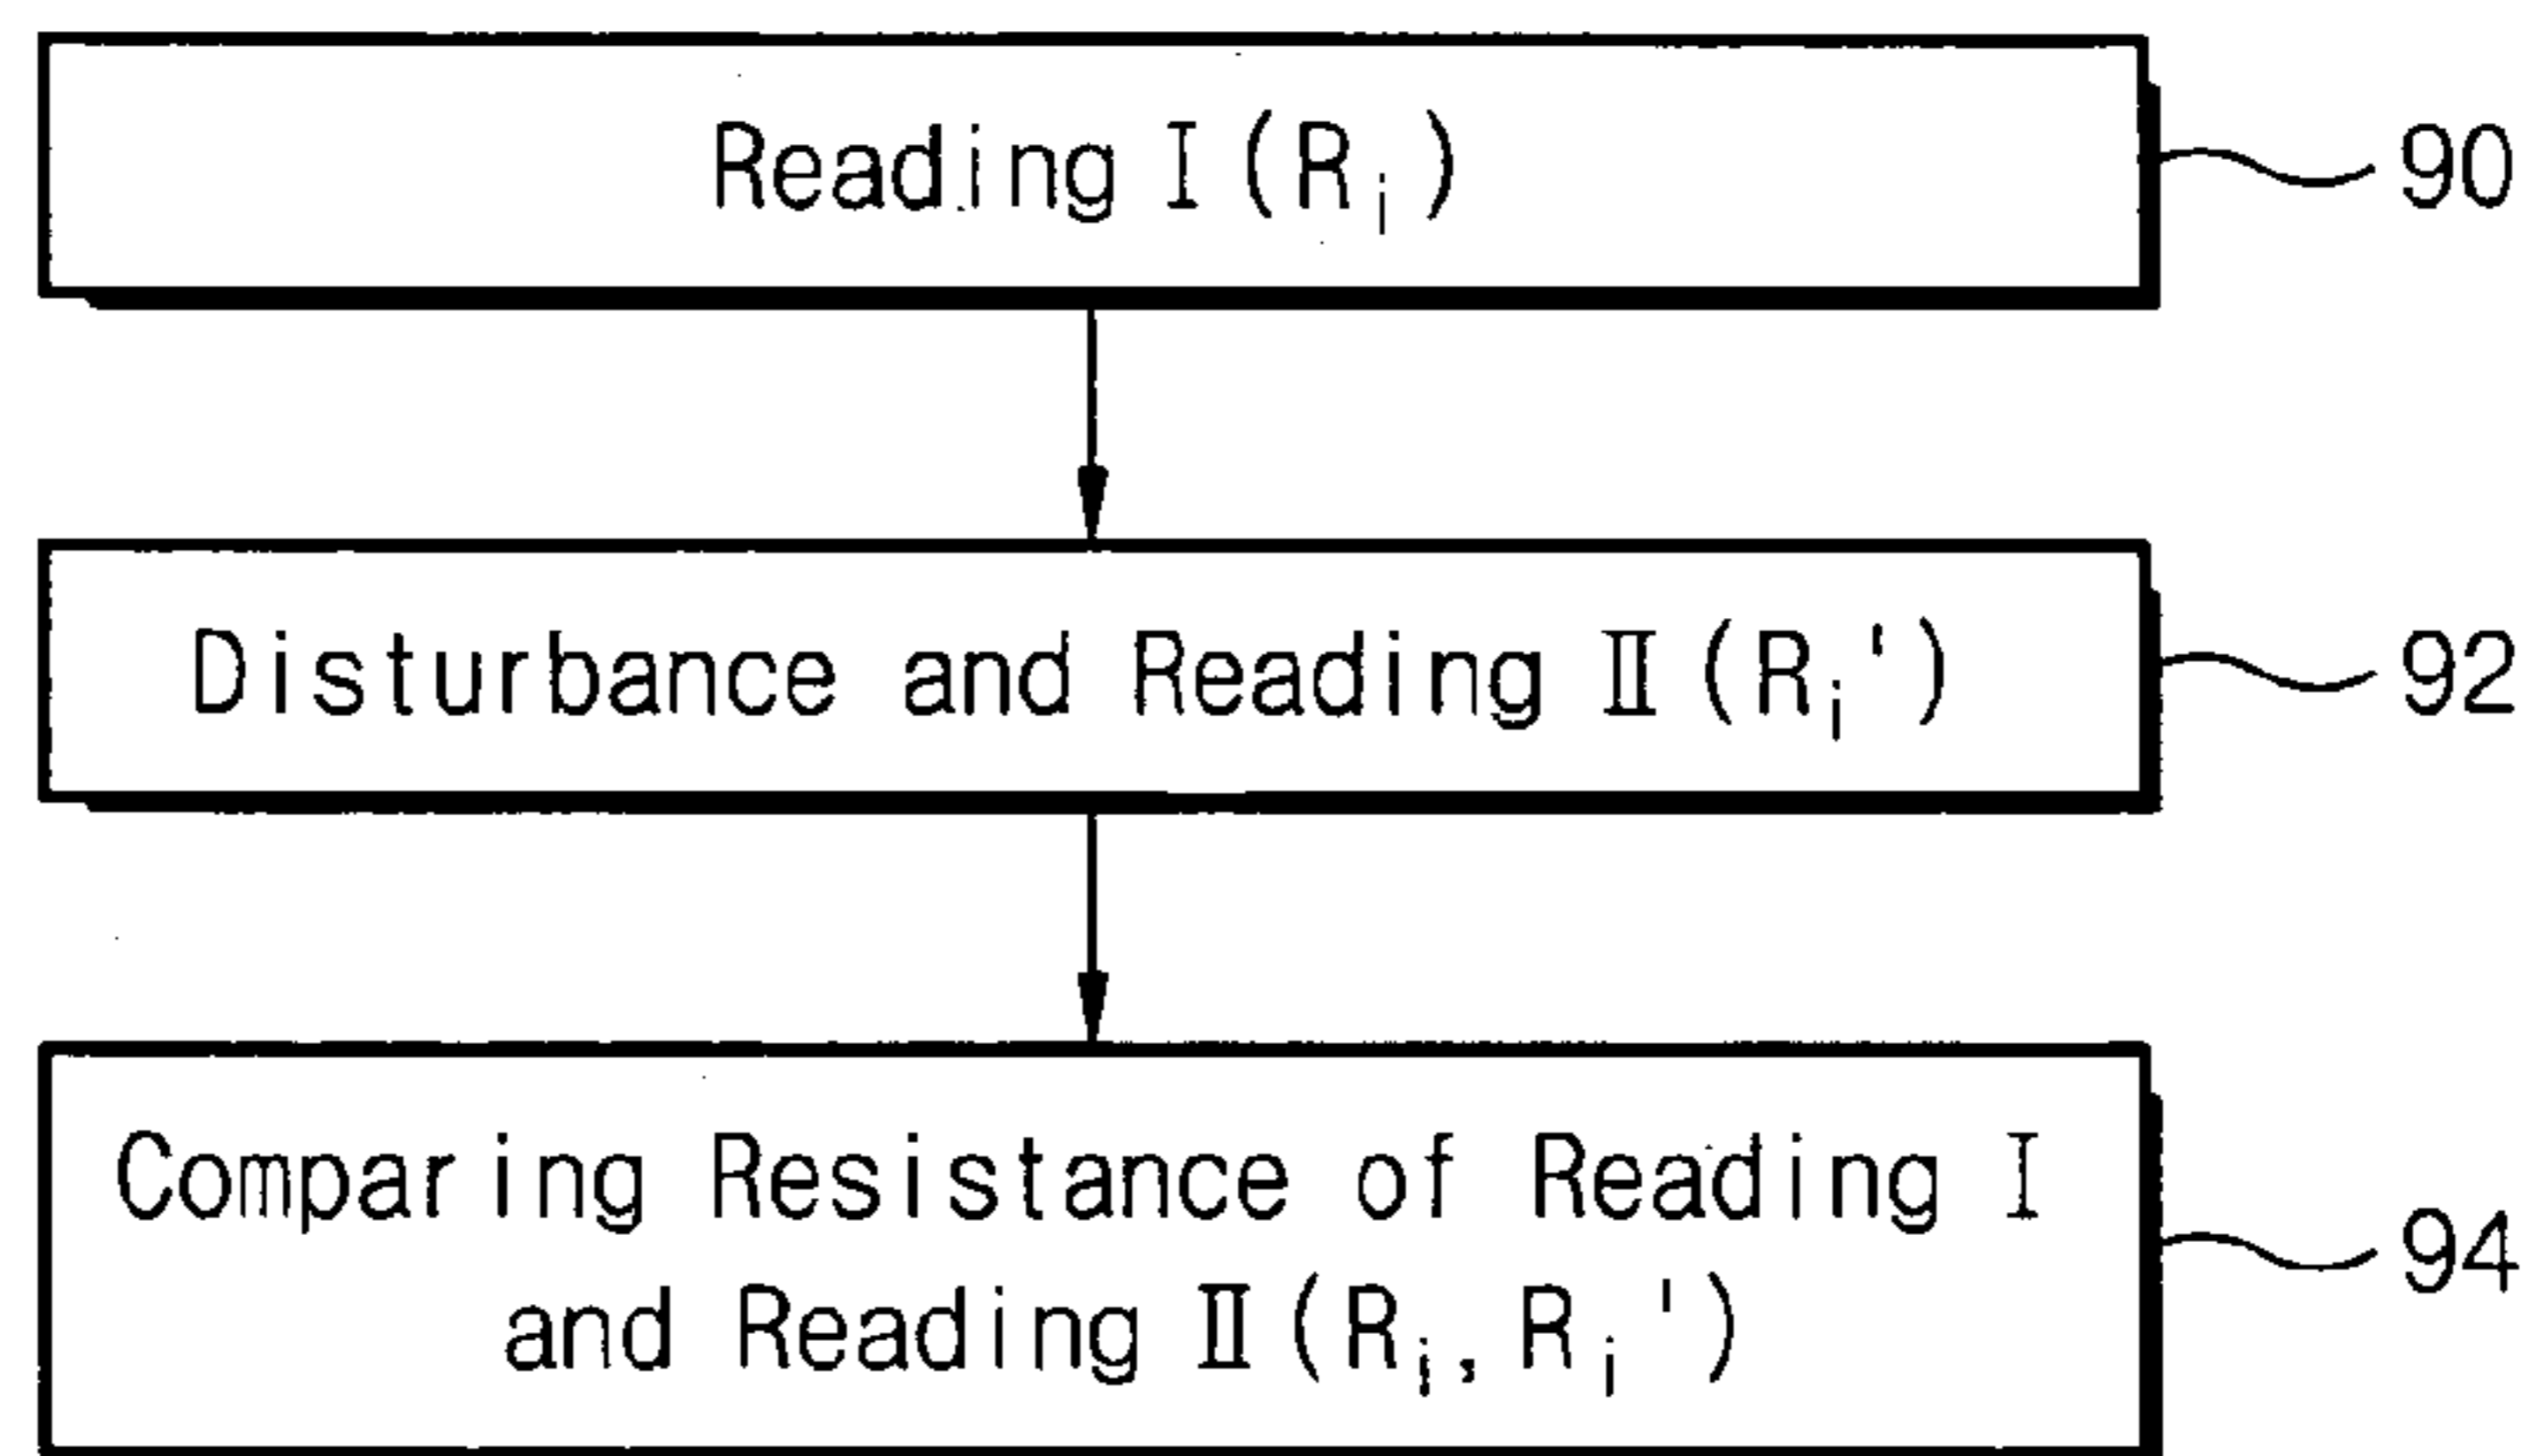 Reading Ⅰ(Rᵢ)
90
Disturbance and Reading Ⅱ(Rᵢ')
92
Comparing Resistance of Reading Ⅰ
and Reading Ⅱ(Rᵢ, Rᵢ')
94